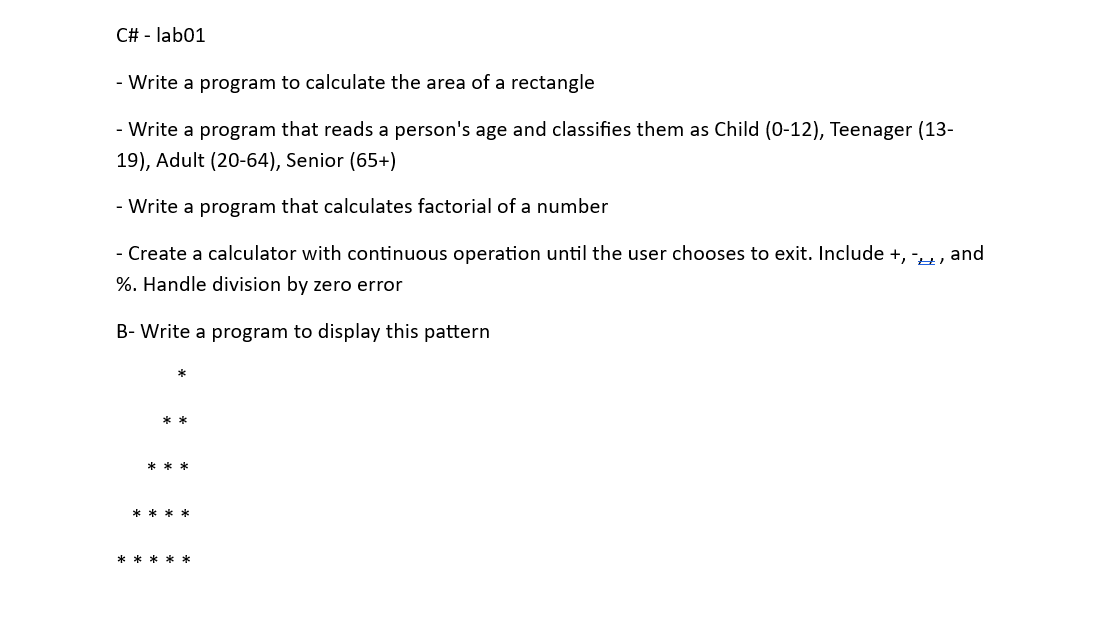 C# - lab01
- Write a program to calculate the area of a rectangle
- Write a program that reads a person's age and classifies them as Child (0-12), Teenager (13-
19), Adult (20-64), Senior (65+)
- Write a program that calculates factorial of a number
- Create a calculator with continuous operation until the user chooses to exit. Include +, -, , , and
%. Handle division by zero error
B- Write a program to display this pattern
*
* *
* * *
* * * *
* * * * *